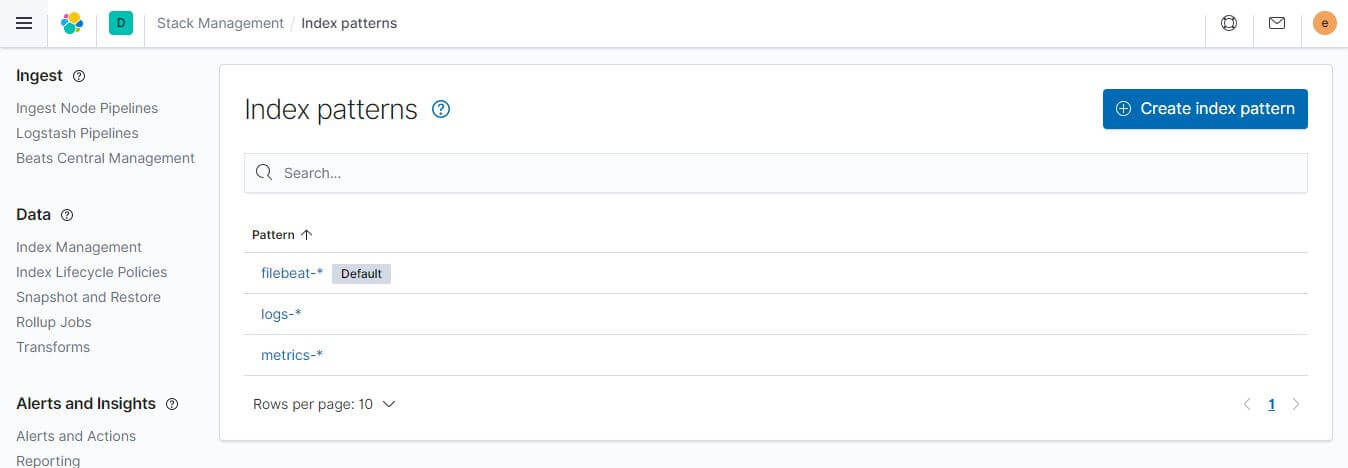 D
Stack Management / Index patterns
e
Ingest
Ingest Node Pipelines
Logstash Pipelines
Beats Central Management
Data
Index Management
Index Lifecycle Policies
Snapshot and Restore
Rollup Jobs
Transforms
Alerts and Insights
Alerts and Actions
Reporting
Index patterns
Create index pattern
Search...
Pattern
filebeat-* Default
logs-*
metrics-*
Rows per page: 10
1